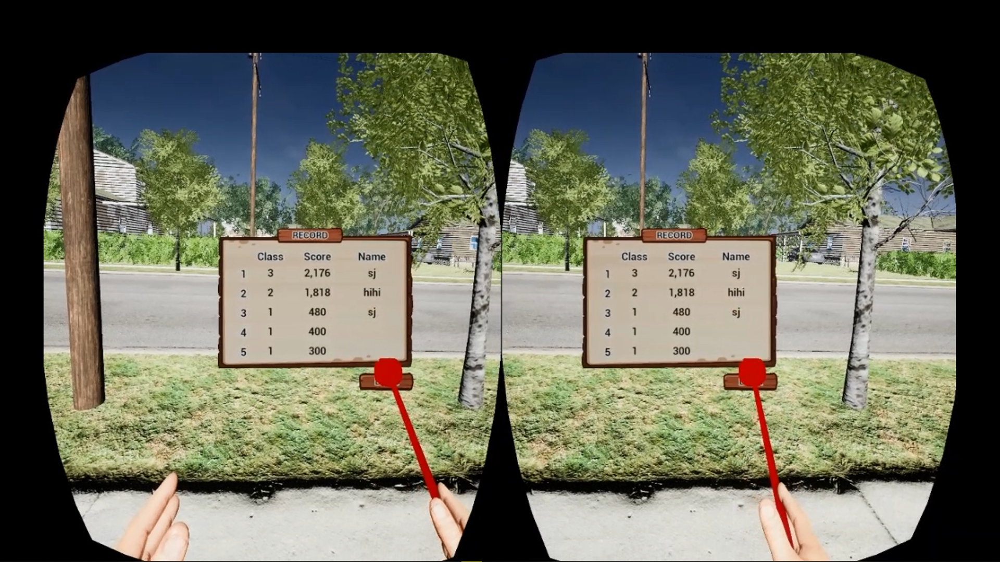 RECORD
Class Score Name
1 3 2,176 sj
2 2 1,818 hihi
3 1 480 sj
4 1 400
5 1 300
RECORD
Class Score Name
1 3 2,176 sj
2 2 1,818 hihi
3 1 480 sj
4 1 400
5 1 300